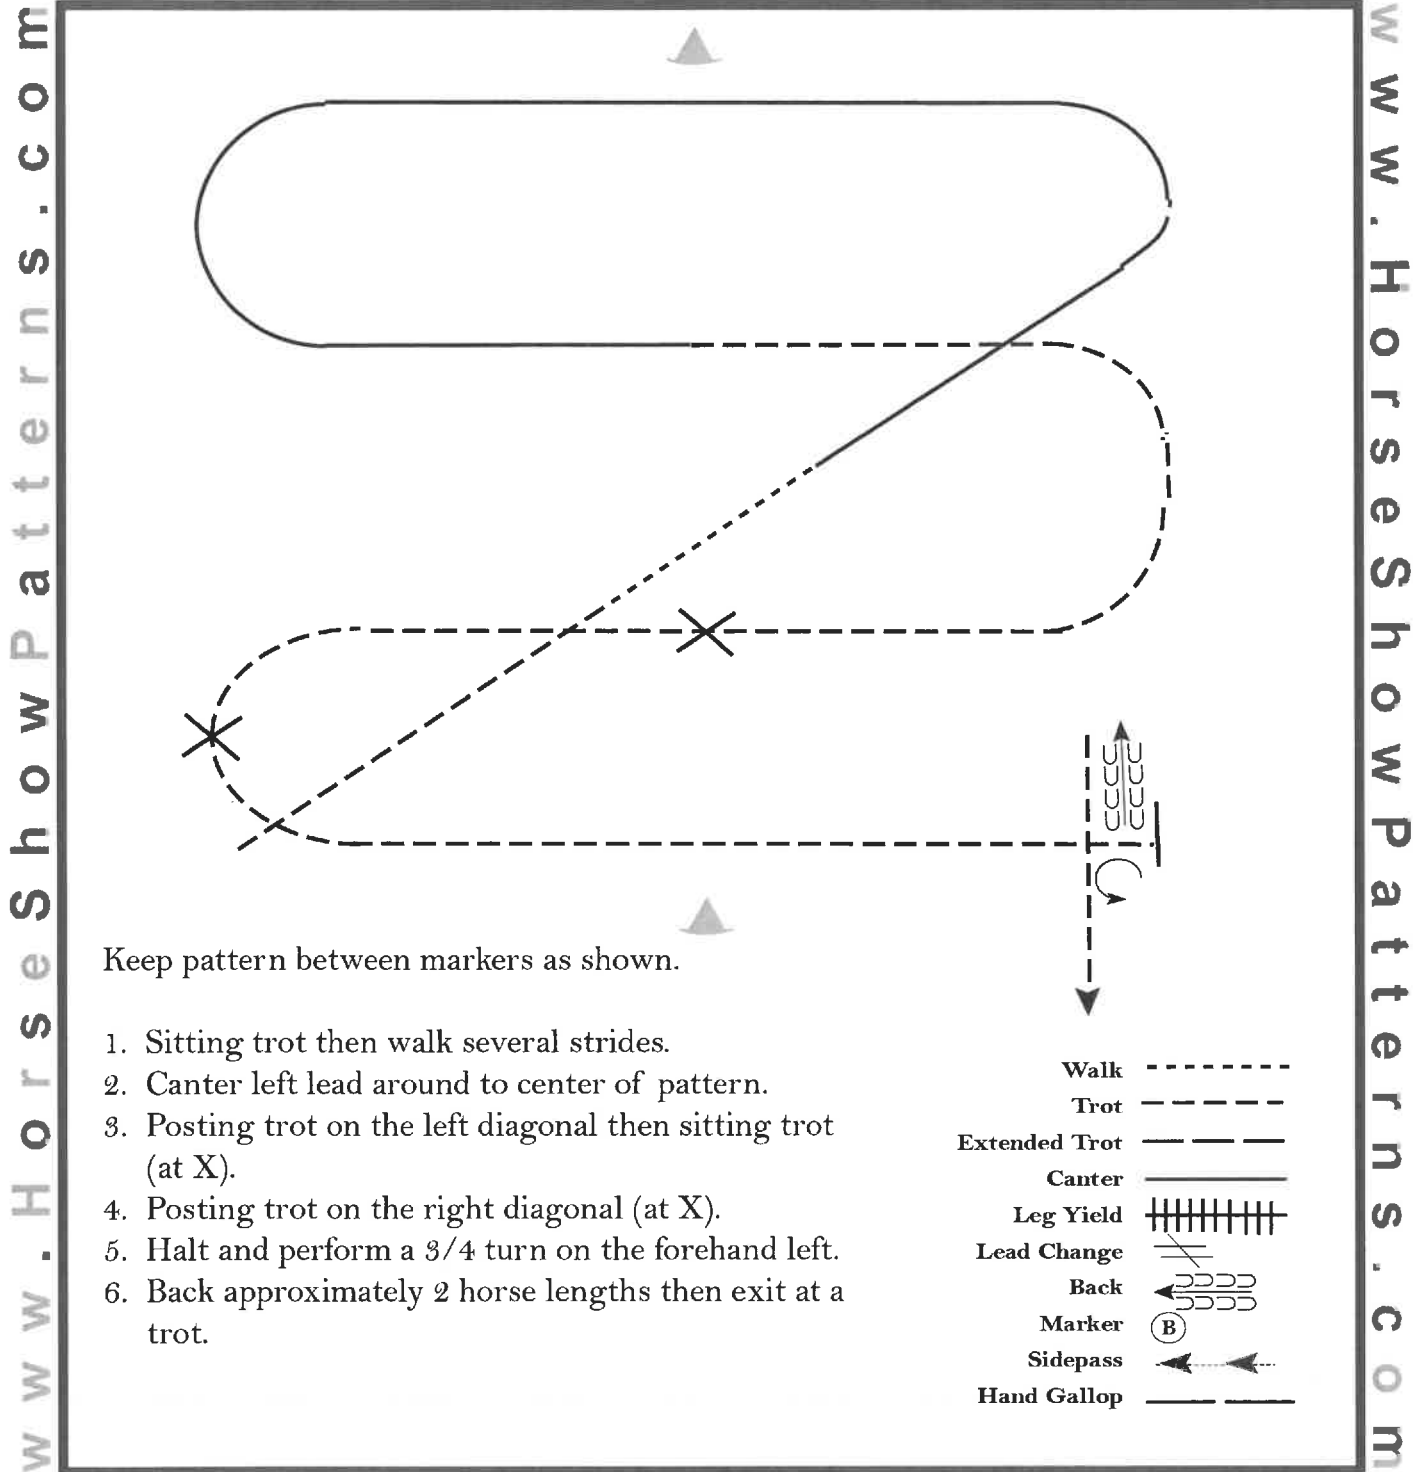 www.HorseShowPatterns.com
www.HorseShowPatterns.com
Keep pattern between markers as shown.
1. Sitting trot then walk several strides.
2. Canter left lead around to center of pattern.
3. Posting trot on the left diagonal then sitting trot
(at X).
4. Posting trot on the right diagonal (at X).
5. Halt and perform a 3/4 turn on the forehand left.
6. Back approximately 2 horse lengths then exit at a
trot.
Walk
Trot
Extended Trot
Canter
Leg Yield
Lead Change
Back
Marker B
Sidepass
Hand Gallop